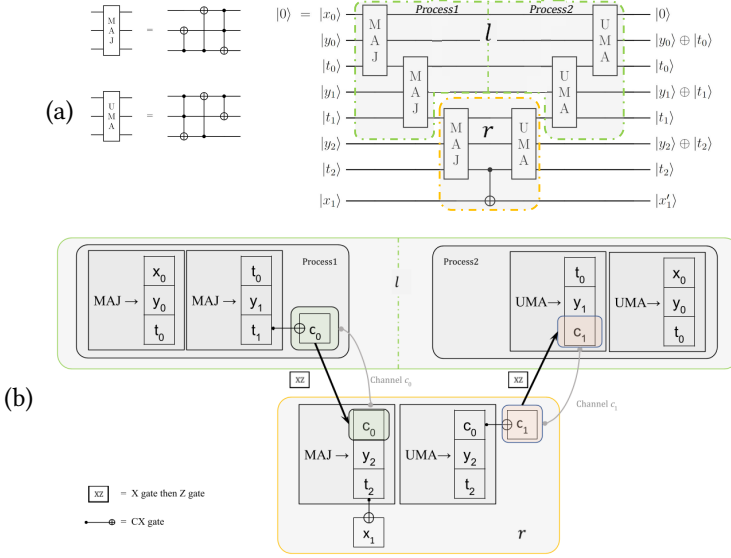 M
A
J
=
U
M
A
=
(a)
|0⟩ = |x₀⟩
|y₀⟩
|t₀⟩
|y₁⟩
|t₁⟩
|y₂⟩
|t₂⟩
|x₁⟩
M
A
J
M
A
J
M
A
J
Process1
l
Process2
r
U
M
A
U
M
A
U
M
A
|0⟩
|y₀⟩ ⊕ |t₀⟩
|t₀⟩
|y₁⟩ ⊕ |t₁⟩
|t₁⟩
|y₂⟩ ⊕ |t₂⟩
|t₂⟩
|x′₁⟩
(b)
Process1
MAJ→
x₀
y₀
t₀
MAJ→
t₀
y₁
t₁
c₀
l
Process2
UMA→
t₀
y₁
c₁
UMA→
x₀
y₀
t₀
XZ
Channel c₀
XZ
Channel c₁
MAJ→
c₀
y₂
t₂
x₁
UMA→
c₀
y₂
t₂
c₁
r
XZ = X gate then Z gate
= CX gate